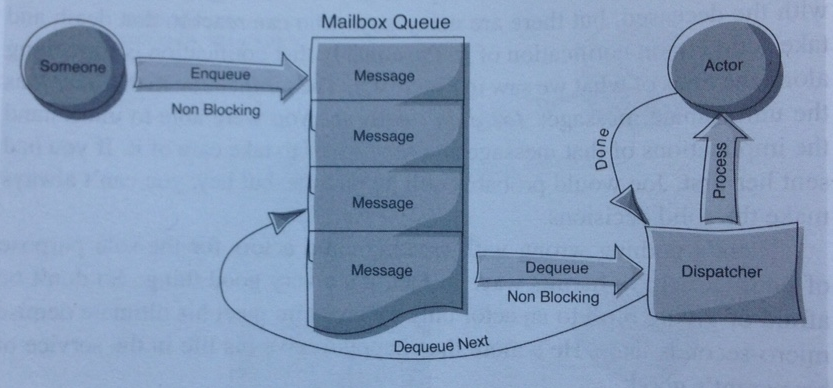 Mailbox Queue
Someone
Enqueue
Non Blocking
Message
Message
Message
Message
Dequeue
Non Blocking
Dequeue Next
Actor
Done
Process
Dispatcher